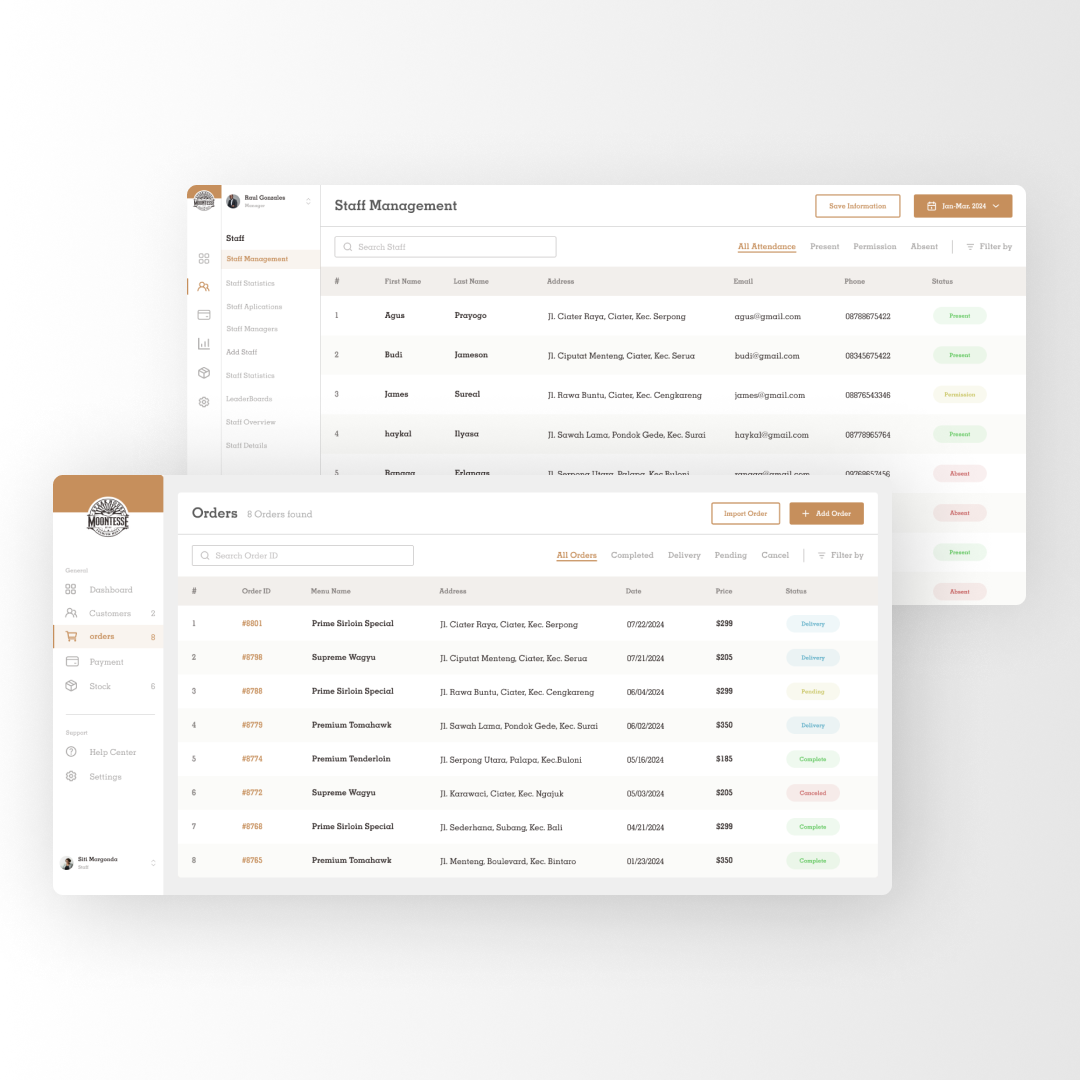 MOONTESE
Raul Gonzales
Manager
Staff Management
Save Information
Jan-Mar. 2024
Staff
Staff Management
Staff Statistics
Staff Aplications
Staff Managers
Add Staff
Staff Statistics
LeaderBoards
Staff Overview
Staff Details
Search Staff
All Attendance Present Permission Absent Filter by
# First Name Last Name Address Email Phone Status
1 Agus Prayogo Jl. Ciater Raya, Ciater, Kec. Serpong agus@gmail.com 08788675422 Present
2 Budi Jameson Jl. Ciputat Menteng, Ciater, Kec. Serua budi@gmail.com 08345675422 Present
3 James Sureal Jl. Rawa Buntu, Ciater, Kec. Cengkareng james@gmail.com 08876543346 Permission
4 haykal Ilyasa Jl. Sawah Lama, Pondok Gede, Kec. Surai haykal@gmail.com 08778965764 Present
5 Rangga Erlangas Jl. Serpong Utara, Palapa, Kec.Buloni rangga@gmail.com 09768657456 Absent
Absent
Present
Absent
MOONTESE
General
Dashboard
Customers 2
orders 8
Payment
Stock 6
Support
Help Center
Settings
Siti Margonda
Staff
Orders 8 Orders found
Import Order
Add Order
Search Order ID
All Orders Completed Delivery Pending Cancel Filter by
# Order ID Menu Name Address Date Price Status
1 #8801 Prime Sirloin Special Jl. Ciater Raya, Ciater, Kec. Serpong 07/22/2024 $299 Delivery
2 #8798 Supreme Wagyu Jl. Ciputat Menteng, Ciater, Kec. Serua 07/21/2024 $205 Delivery
3 #8788 Prime Sirloin Special Jl. Rawa Buntu, Ciater, Kec. Cengkareng 06/04/2024 $299 Pending
4 #8779 Premium Tomahawk Jl. Sawah Lama, Pondok Gede, Kec. Surai 06/02/2024 $350 Delivery
5 #8774 Premium Tenderloin Jl. Serpong Utara, Palapa, Kec.Buloni 05/16/2024 $185 Complete
6 #8772 Supreme Wagyu Jl. Karawaci, Ciater, Kec. Ngajuk 05/03/2024 $205 Canceled
7 #8766 Prime Sirloin Special Jl. Sederhana, Subang, Kec. Bali 04/21/2024 $299 Complete
8 #8765 Premium Tomahawk Jl. Menteng, Boulevard, Kec. Bintaro 01/23/2024 $350 Complete